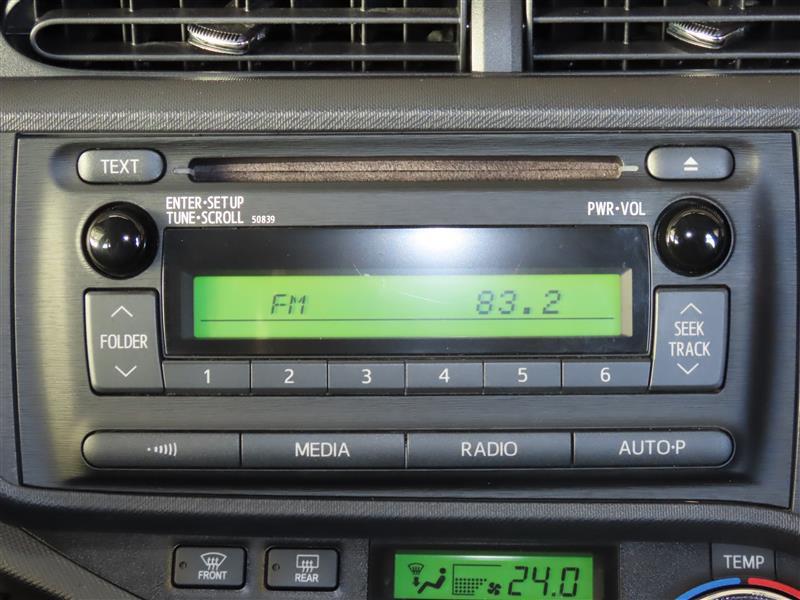 TEXT
ENTER•SETUP
TUNE•SCROLL 50839
PWR•VOL
FM 83.2
FOLDER
SEEK
TRACK
1 2 3 4 5 6
MEDIA RADIO AUTO•P
FRONT REAR
24.0
TEMP